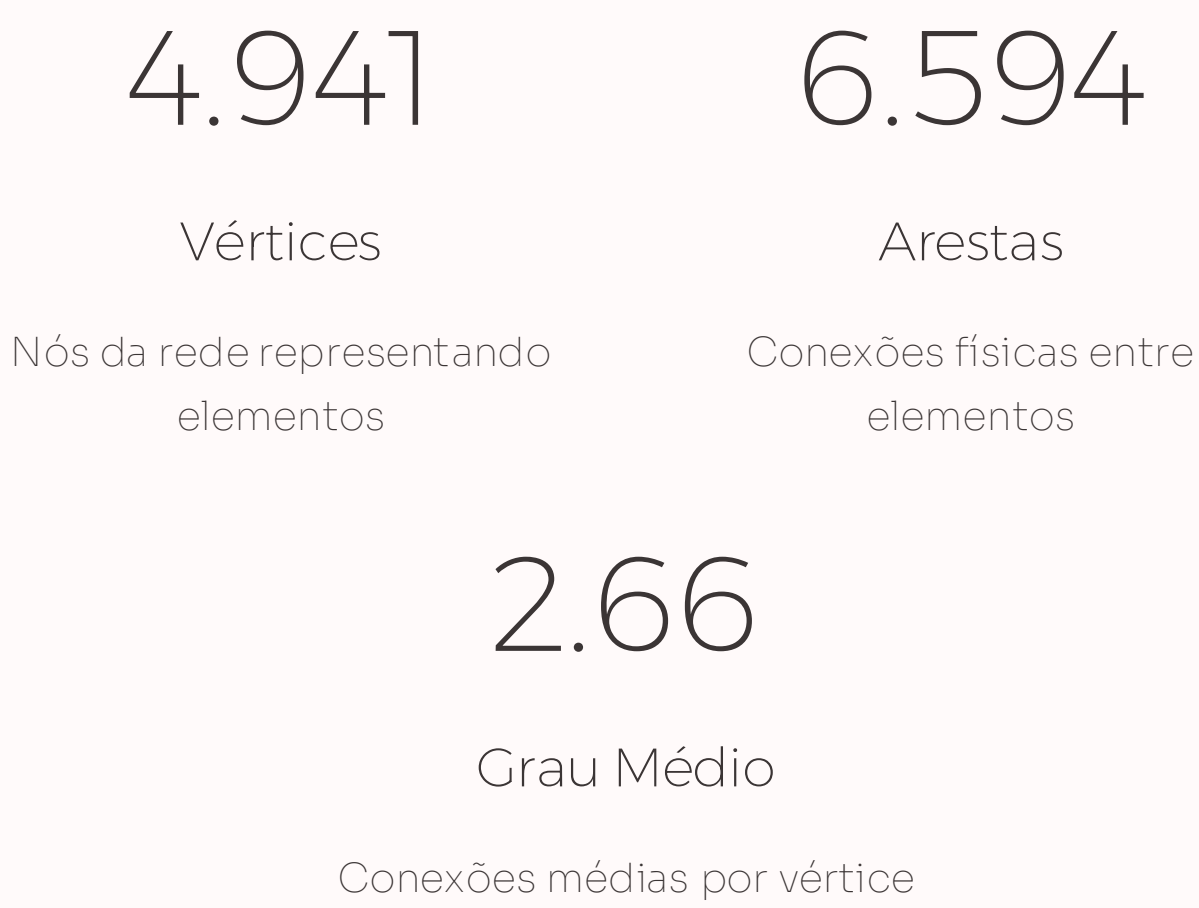 4.941
Vértices
Nós da rede representando
elementos
6.594
Arestas
Conexões físicas entre
elementos
2.66
Grau Médio
Conexões médias por vértice